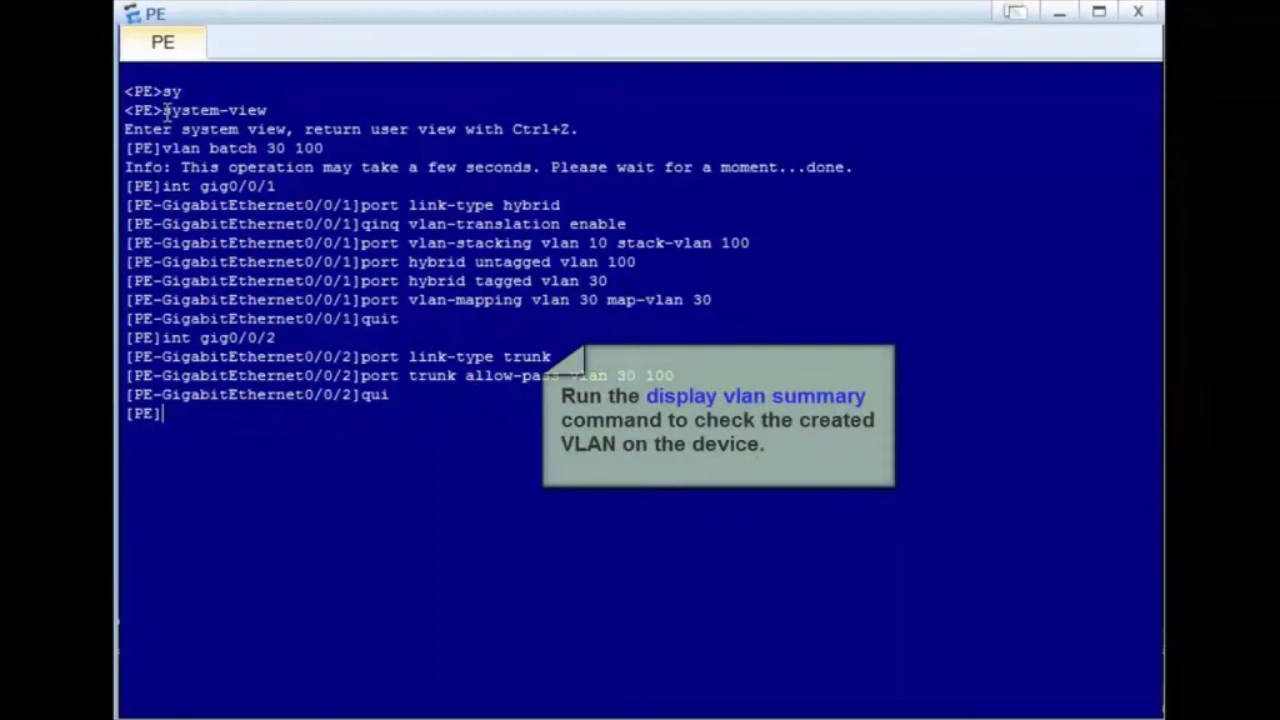 PE
PE
<PE>sy
<PE>system-view
Enter system view, return user view with Ctrl+Z.
[PE]vlan batch 30 100
Info: This operation may take a few seconds. Please wait for a moment...done.
[PE]int gig0/0/1
[PE-GigabitEthernet0/0/1]port link-type hybrid
[PE-GigabitEthernet0/0/1]qinq vlan-translation enable
[PE-GigabitEthernet0/0/1]port vlan-stacking vlan 10 stack-vlan 100
[PE-GigabitEthernet0/0/1]port hybrid untagged vlan 100
[PE-GigabitEthernet0/0/1]port hybrid tagged vlan 30
[PE-GigabitEthernet0/0/1]port vlan-mapping vlan 30 map-vlan 30
[PE-GigabitEthernet0/0/1]quit
[PE]int gig0/0/2
[PE-GigabitEthernet0/0/2]port link-type trunk
[PE-GigabitEthernet0/0/2]port trunk allow-pass vlan 30 100
[PE-GigabitEthernet0/0/2]qui
[PE]
Run the display vlan summary
command to check the created
VLAN on the device.